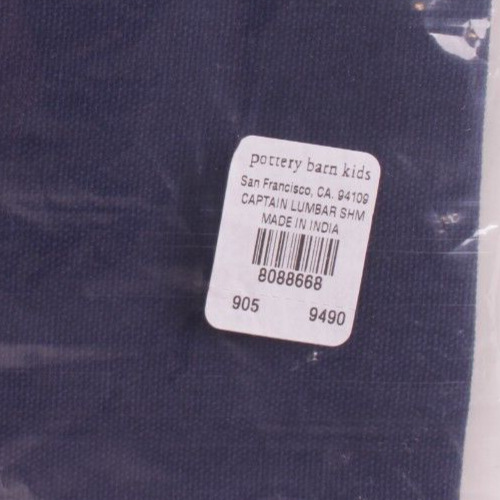 pottery barn kids
San Francisco, CA. 94109
CAPTAIN LUMBAR SHM
MADE IN INDIA
8088668
905 9490